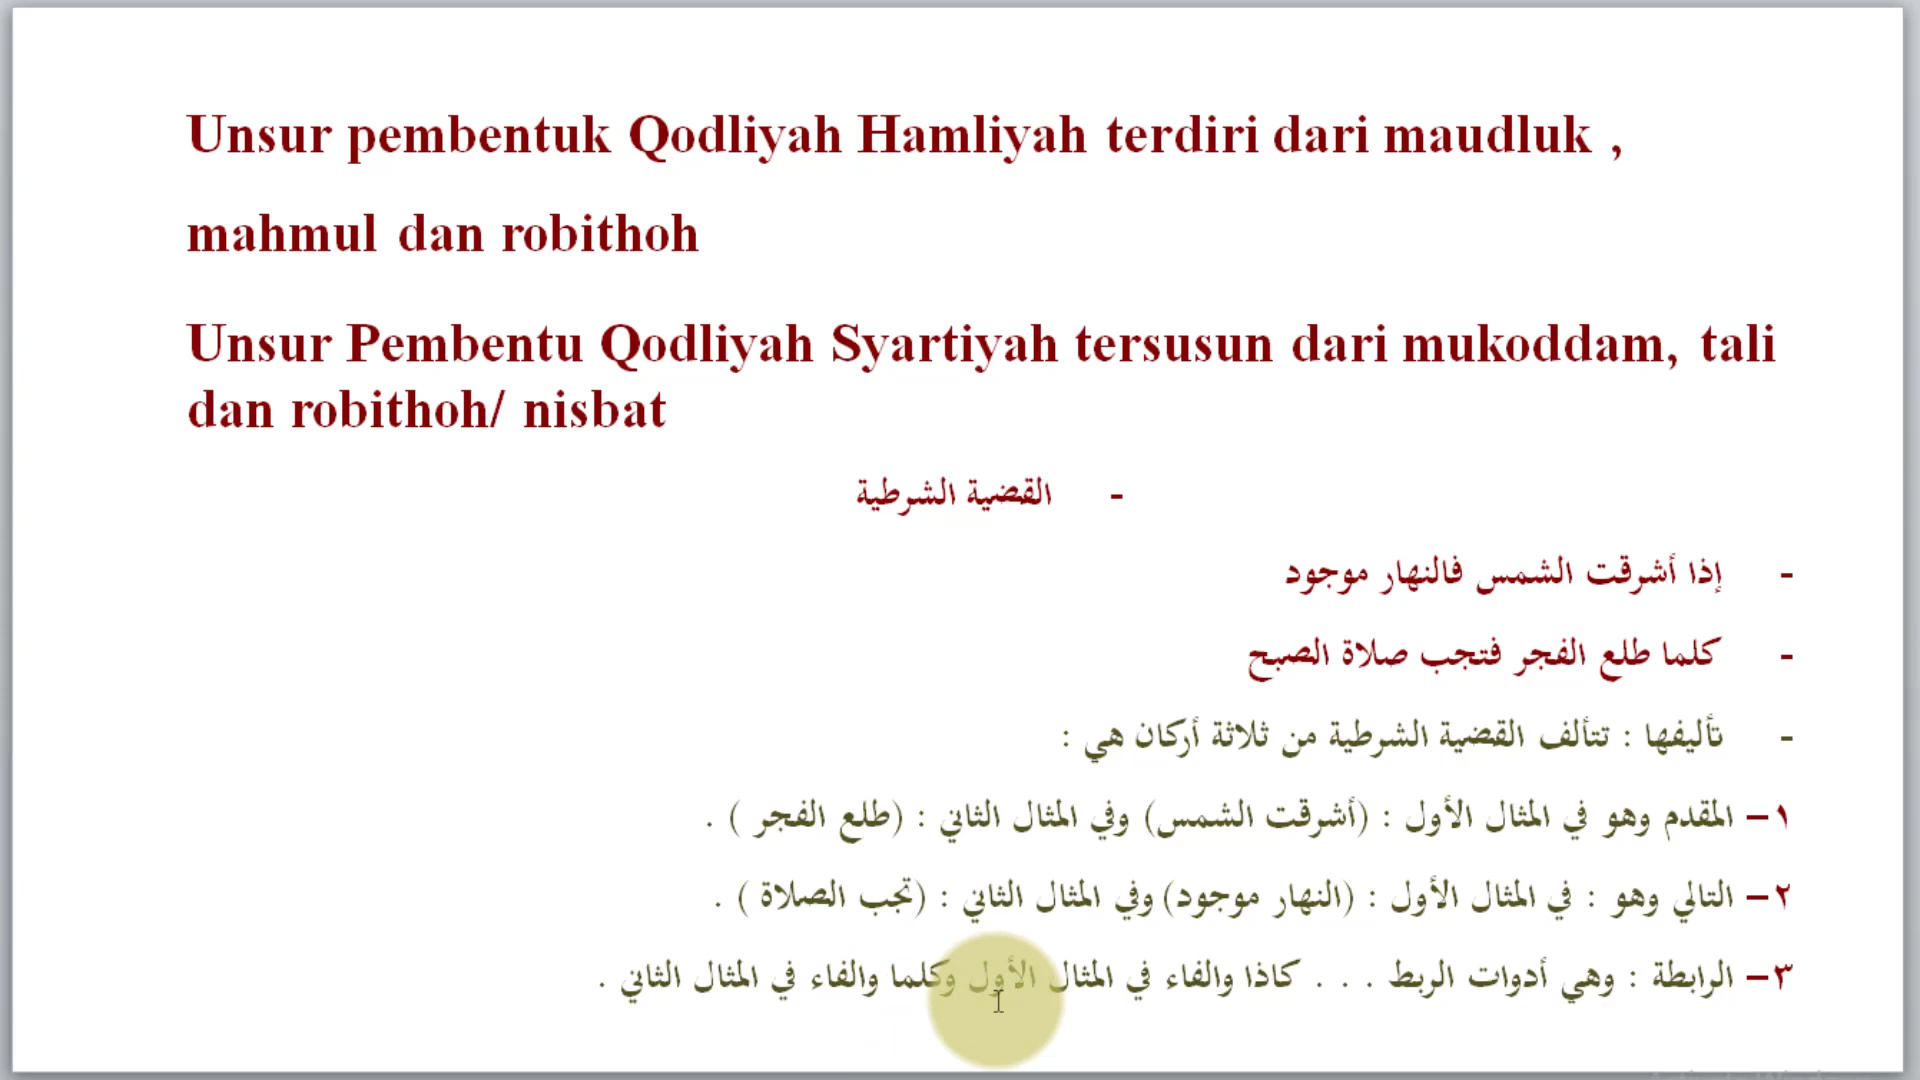 Unsur pembentuk Qodliyah Hamliyah terdiri dari maudluk ,
mahmul dan robithoh
Unsur Pembentu Qodliyah Syartiyah tersusun dari mukoddam, tali
dan robithoh/ nisbat
- القضية الشرطية
- إذا أشرقت الشمس فالنهار موجود
- كلما طلع الفجر فتجب صلاة الصبح
- تأليفها : تتألف القضية الشرطية من ثلاثة أركان هي :
١– المقدم وهو في المثال الأول : (أشرقت الشمس) وفي المثال الثاني : (طلع الفجر ) .
٢– التالي وهو : في المثال الأول : (النهار موجود) وفي المثال الثاني : (تجب الصلاة ) .
٣– الرابطة : وهي أدوات الربط . . . كاذا والفاء في المثال الأول وكلما والفاء في المثال الثاني .